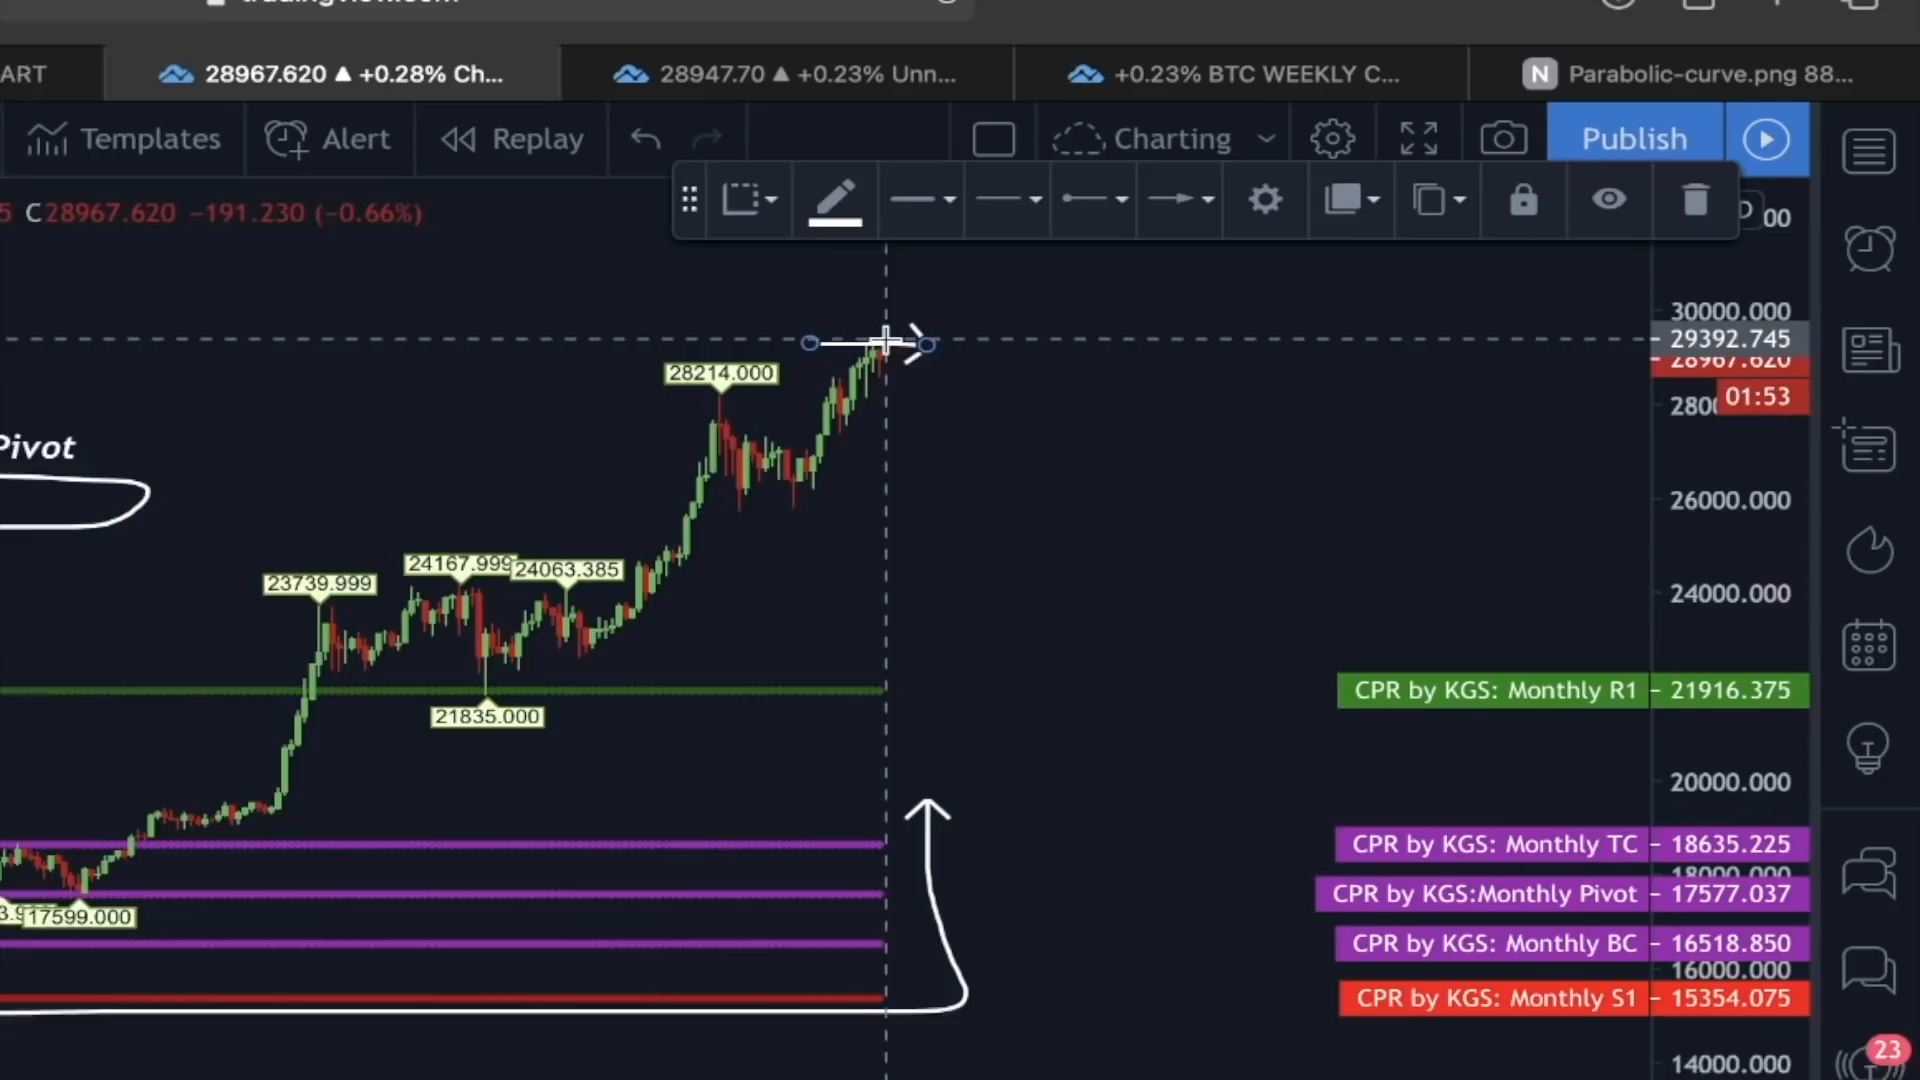 ART
28967.620 ▲ +0.28% Ch...
28947.70 ▲ +0.23% Unn...
+0.23% BTC WEEKLY C...
N Parabolic-curve.png 88...
Templates
Alert
Replay
Charting
Publish
5 C28967.620 −191.230 (−0.66%)
00
30000.000
29392.745
28967.620
01:53
28214.000
Pivot
26000.000
24167.999
24063.385
23739.999
24000.000
CPR by KGS: Monthly R1 21916.375
21835.000
20000.000
CPR by KGS: Monthly TC 18635.225
18000.000
CPR by KGS:Monthly Pivot 17577.037
17599.000
CPR by KGS: Monthly BC 16518.850
16000.000
CPR by KGS: Monthly S1 15354.075
23
14000.000